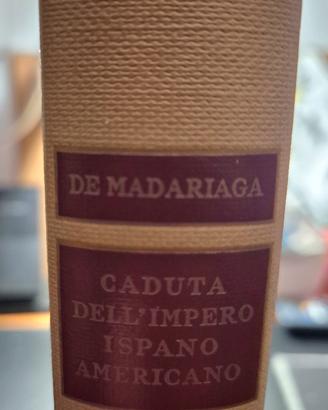 DE MADARIAGA
CADUTA
DELL'IMPERO
ISPANO
AMERICANO